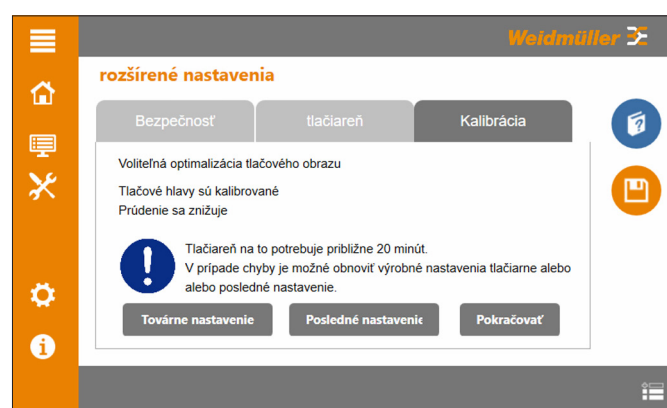 Weidmüller
rozšírené nastavenia
Bezpečnosť
tlačiareň
Kalibrácia
Voliteľná optimalizácia tlačového obrazu
Tlačové hlavy sú kalibrované
Prúdenie sa znižuje
Tlačiareň na to potrebuje približne 20 minút.
V prípade chyby je možné obnoviť výrobné nastavenia tlačiarne alebo
alebo posledné nastavenie.
Továrne nastavenie
Posledné nastavenie
Pokračovať